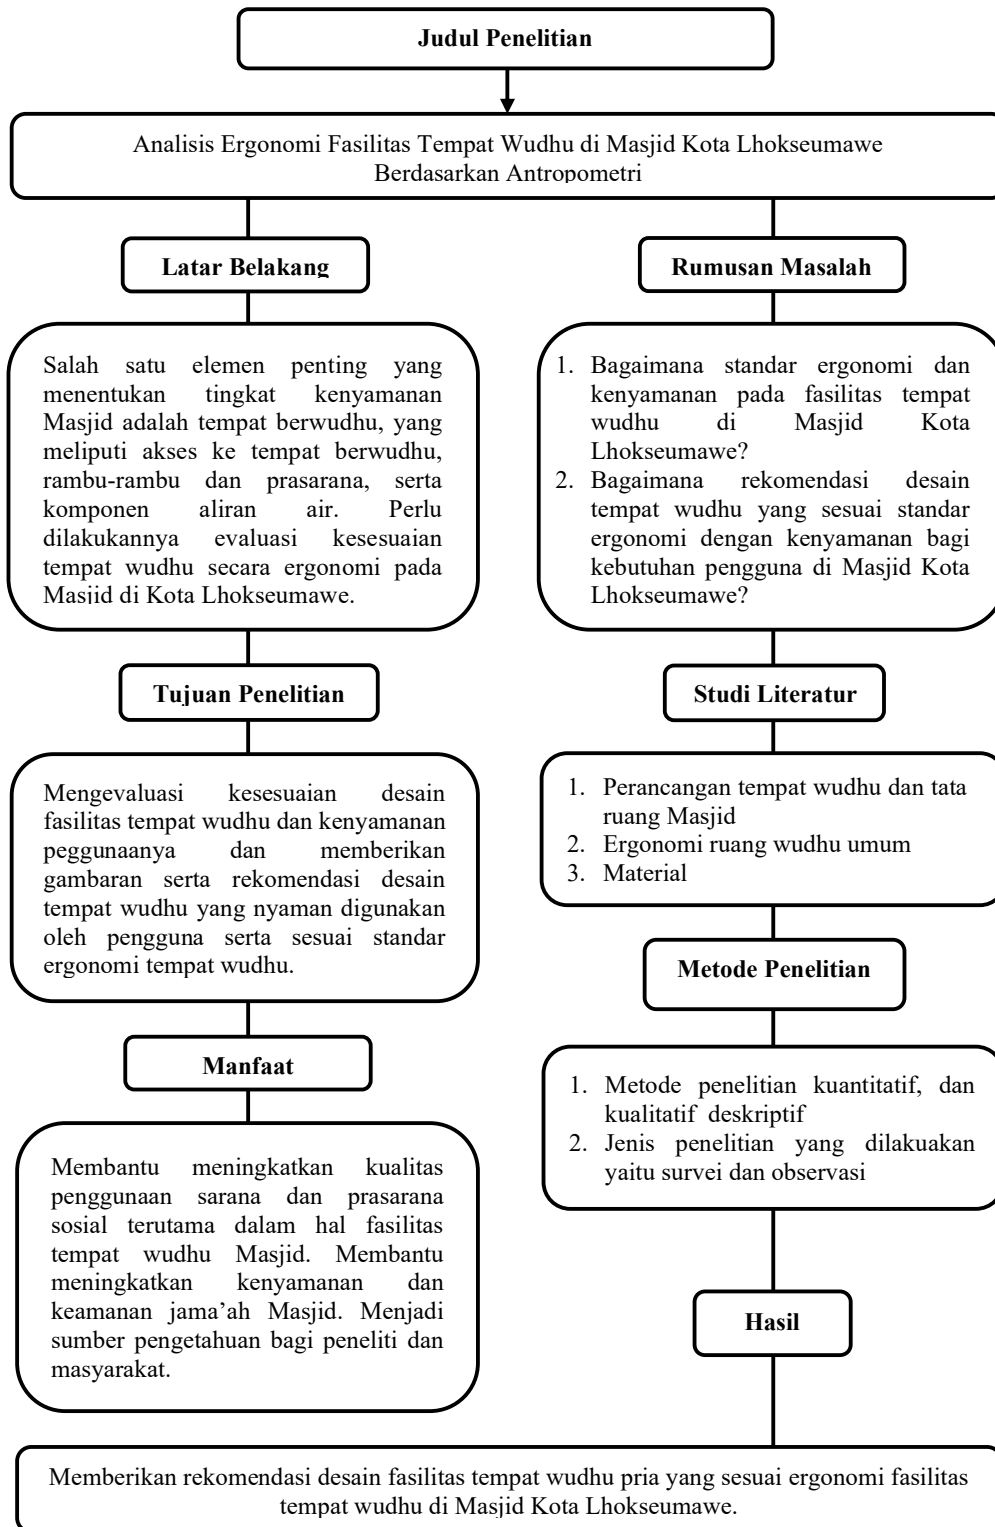 Judul Penelitian
Analisis Ergonomi Fasilitas Tempat Wudhu di Masjid Kota Lhokseumawe
Berdasarkan Antropometri
Latar Belakang
Salah satu elemen penting yang
menentukan tingkat kenyamanan
Masjid adalah tempat berwudhu, yang
meliputi akses ke tempat berwudhu,
rambu-rambu dan prasarana, serta
komponen aliran air. Perlu
dilakukannya evaluasi kesesuaian
tempat wudhu secara ergonomi pada
Masjid di Kota Lhokseumawe.
Tujuan Penelitian
Mengevaluasi kesesuaian desain
fasilitas tempat wudhu dan kenyamanan
peggunaanya dan memberikan
gambaran serta rekomendasi desain
tempat wudhu yang nyaman digunakan
oleh pengguna serta sesuai standar
ergonomi tempat wudhu.
Manfaat
Membantu meningkatkan kualitas
penggunaan sarana dan prasarana
sosial terutama dalam hal fasilitas
tempat wudhu Masjid. Membantu
meningkatkan kenyamanan dan
keamanan jama’ah Masjid. Menjadi
sumber pengetahuan bagi peneliti dan
masyarakat.
Rumusan Masalah
1. Bagaimana standar ergonomi dan
kenyamanan pada fasilitas tempat
wudhu di Masjid Kota
Lhokseumawe?
2. Bagaimana rekomendasi desain
tempat wudhu yang sesuai standar
ergonomi dengan kenyamanan bagi
kebutuhan pengguna di Masjid Kota
Lhokseumawe?
Studi Literatur
1. Perancangan tempat wudhu dan tata
ruang Masjid
2. Ergonomi ruang wudhu umum
3. Material
Metode Penelitian
1. Metode penelitian kuantitatif, dan
kualitatif deskriptif
2. Jenis penelitian yang dilakuakan
yaitu survei dan observasi
Hasil
Memberikan rekomendasi desain fasilitas tempat wudhu pria yang sesuai ergonomi fasilitas
tempat wudhu di Masjid Kota Lhokseumawe.